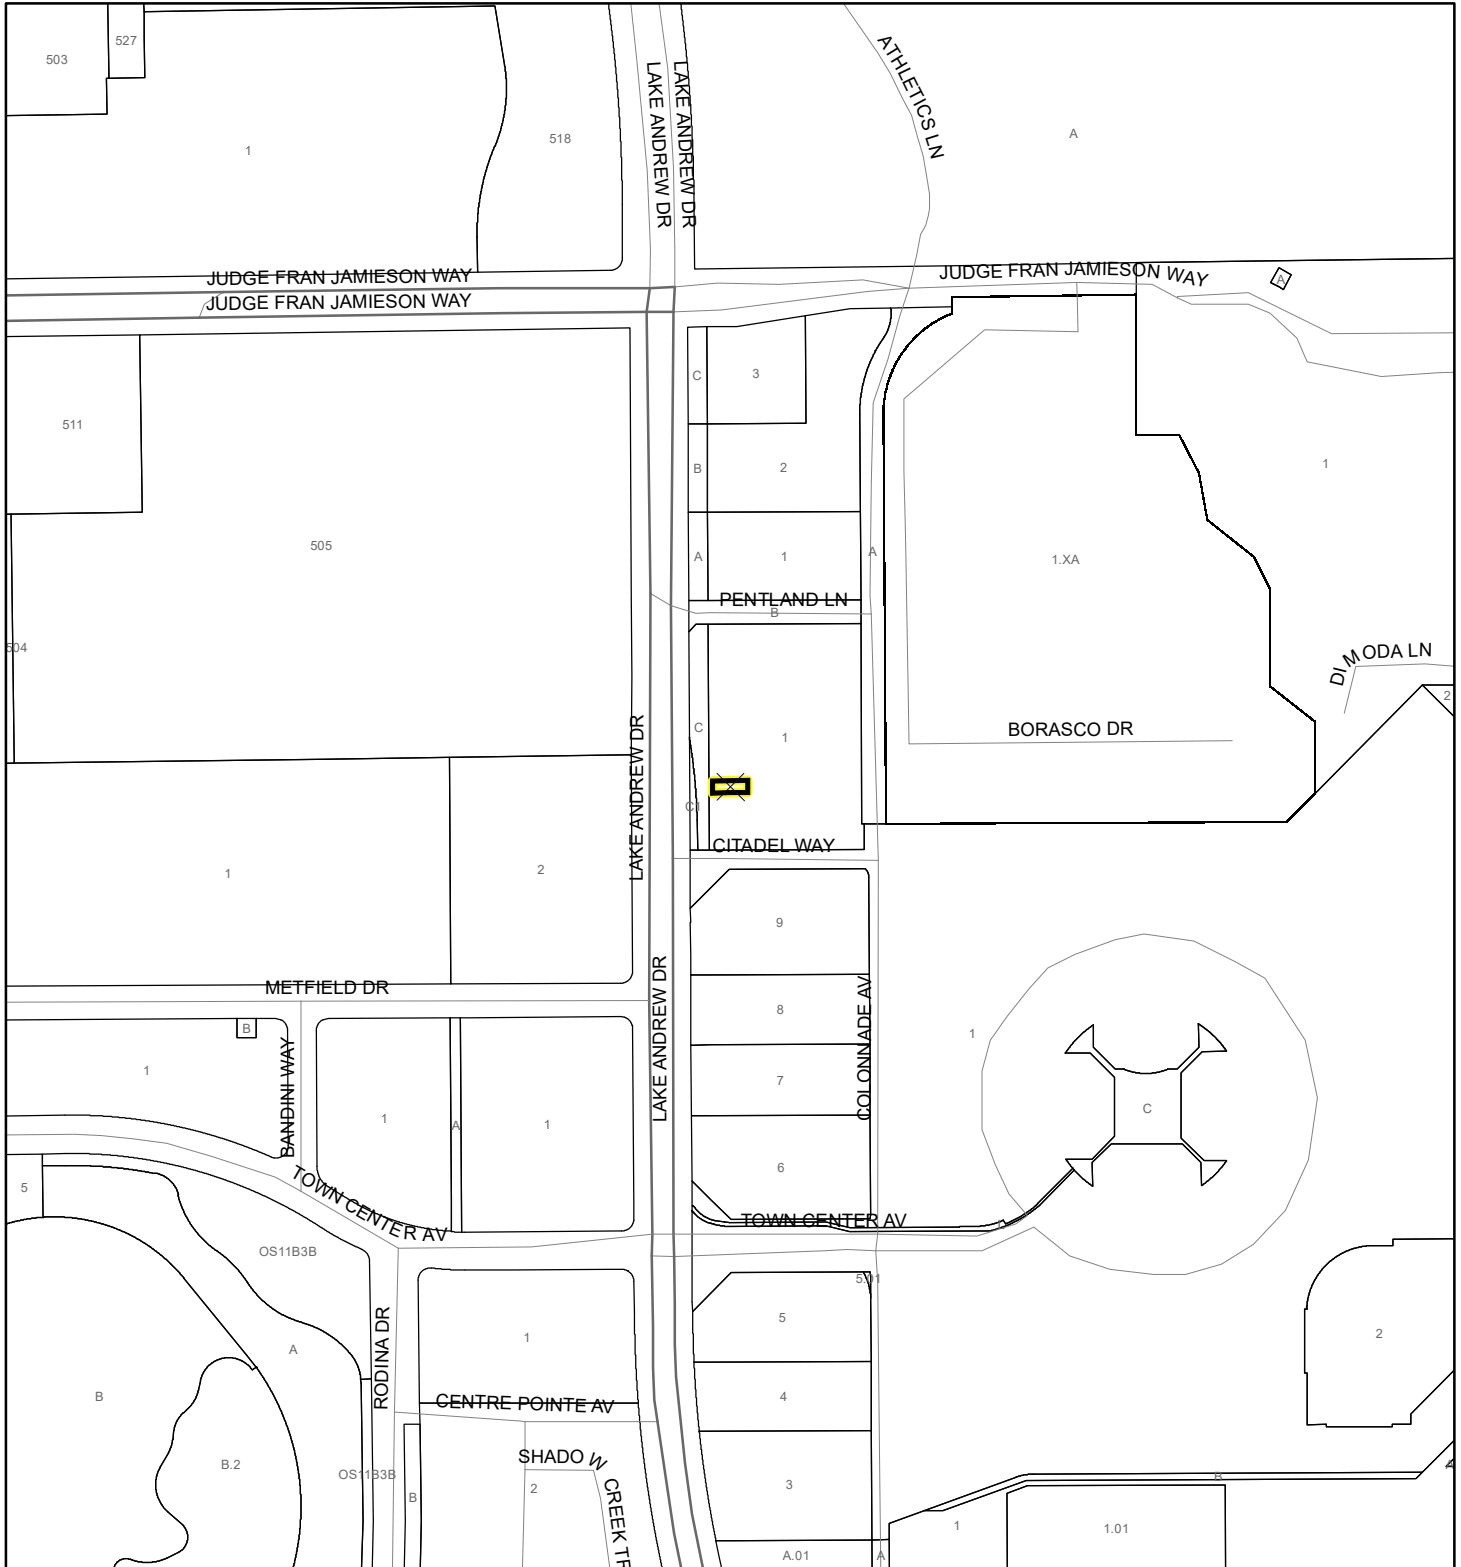 527
503
LAKE ANDREW DR
LAKE ANDREW DR
ATHLETICS LN
A
518
1
JUDGE FRAN JAMIESON WAY
JUDGE FRAN JAMIESON WAY
A
JUDGE FRAN JAMIESON WAY
C
3
511
B
2
1
505
A
1
A
1.XA
PENTLAND LN
B
504
DI MODA LN
2
C
1
BORASCO DR
LAKE ANDREW DR
C1
CITADEL WAY
1
2
9
METFIELD DR
LAKE ANDREW DR
COLONNADE AV
8
1
B
BANDINI WAY
1
7
C
1
A
1
6
5
TOWN CENTER AV
TOWN CENTER AV
OS11B3B
5.01
5
2
1
A
RODINA DR
B
CENTRE POINTE AV
4
B.2
OS11B3B
SHADOW CREEK TR
2
3
B
B
A
1
1.01
A.01
A